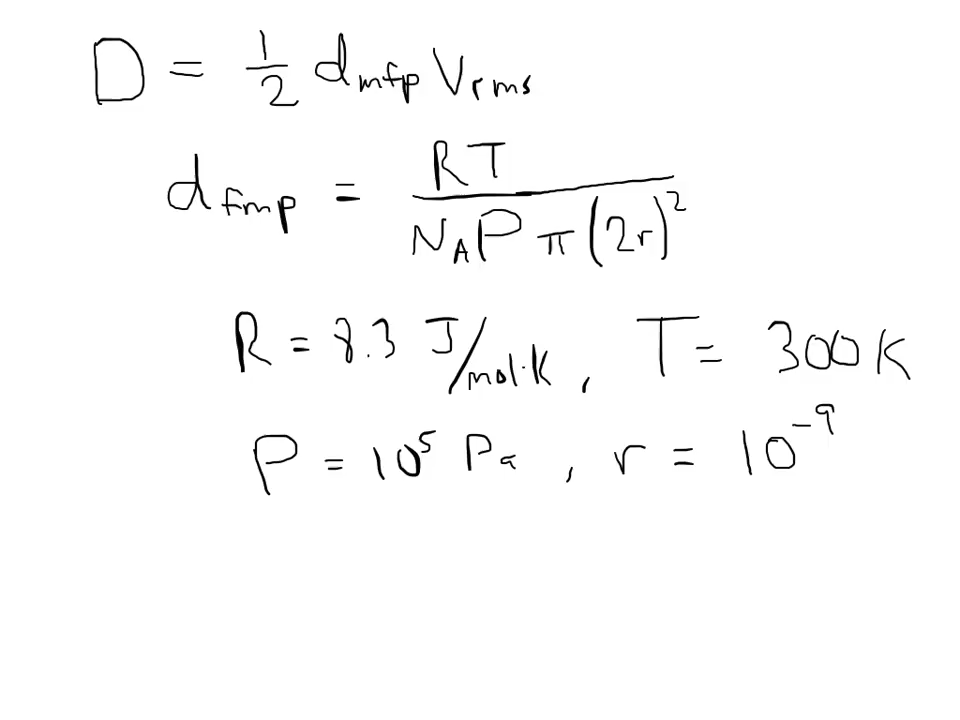 D = 1/2 d_mfp V_rms
d_fmp = RT / N_A P π (2r)^2
R = 8.3 J/mol·K , T = 300 K
P = 10^5 Pa , r = 10^-9